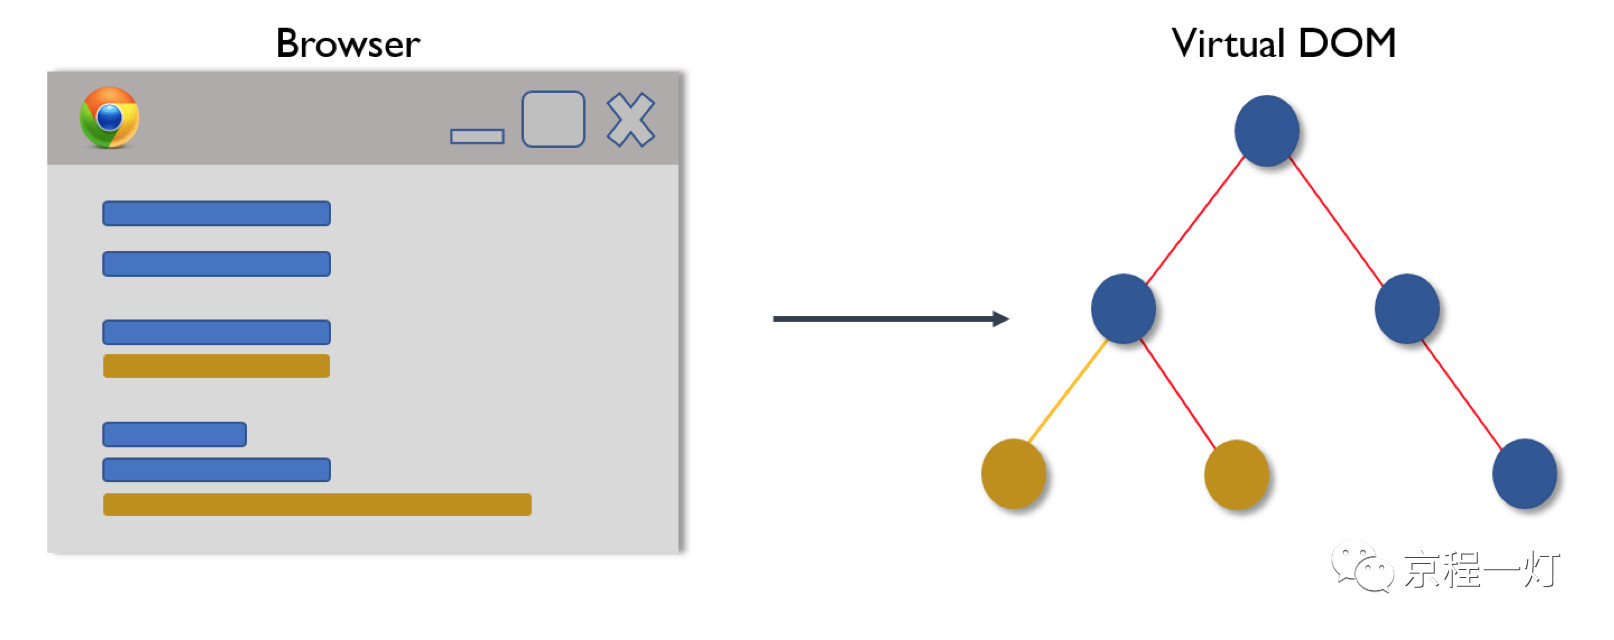 Browser
Virtual DOM
京程一灯